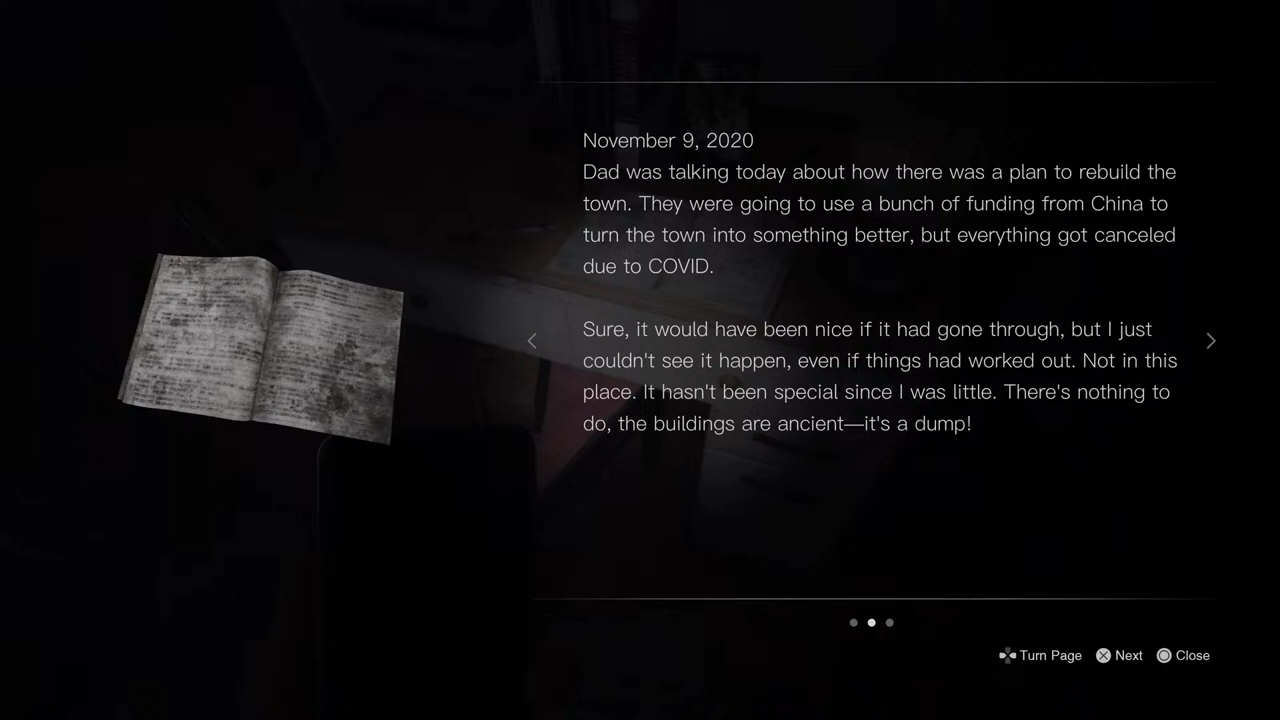 November 9, 2020
Dad was talking today about how there was a plan to rebuild the
town. They were going to use a bunch of funding from China to
turn the town into something better, but everything got canceled
due to COVID.
Sure, it would have been nice if it had gone through, but I just
couldn't see it happen, even if things had worked out. Not in this
place. It hasn't been special since I was little. There's nothing to
do, the buildings are ancient—it's a dump!
Turn Page Next Close